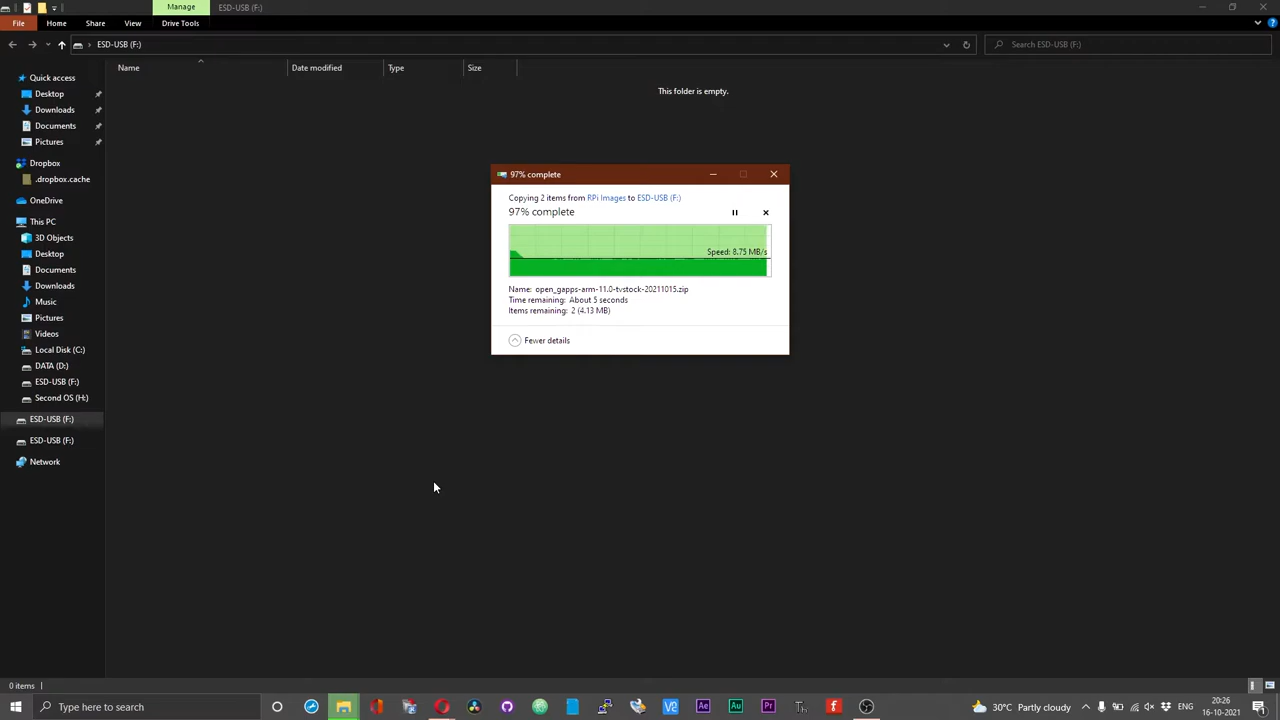 Manage
ESD-USB (F:)
File
Home
Share
View
Drive Tools
ESD-USB (F:)
Search ESD-USB (F:)
Name
Date modified
Type
Size
This folder is empty.
Quick access
Desktop
Downloads
Documents
Pictures
Dropbox
.dropbox.cache
OneDrive
This PC
3D Objects
Desktop
Documents
Downloads
Music
Pictures
Videos
Local Disk (C:)
DATA (D:)
ESD-USB (F:)
Second OS (H:)
ESD-USB (F:)
ESD-USB (F:)
Network
97% complete
Copying 2 items from RPi Images to ESD-USB (F:)
97% complete
Speed: 8.75 MB/s
Name: open_gapps-arm-11.0-tvstock-20211015.zip
Time remaining: About 5 seconds
Items remaining: 2 (4.13 MB)
Fewer details
0 items
Type here to search
Ae
Au
Pr
30°C Partly cloudy
ENG
20:26
16-10-2021